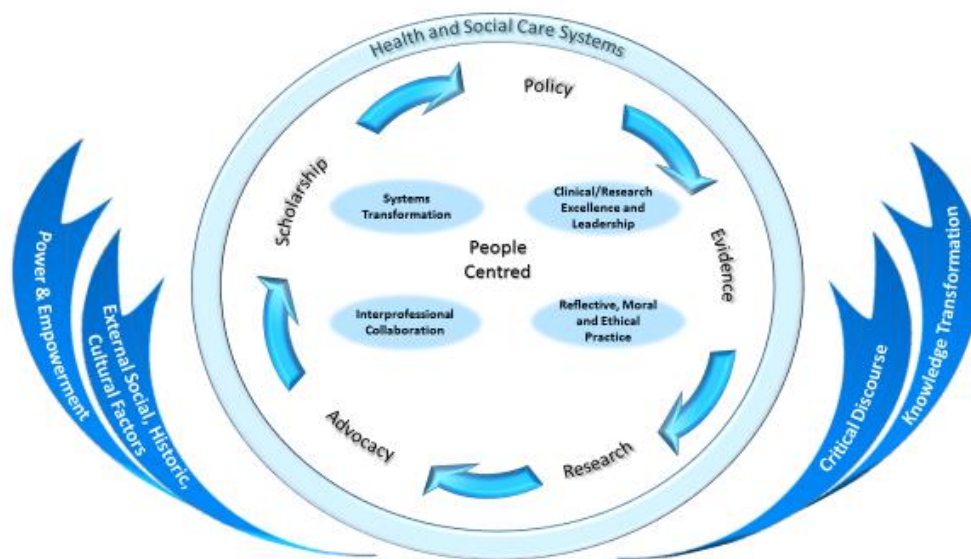 Health and Social Care Systems
Policy
Scholarship
Systems
Transformation
Clinical/Research
Excellence and
Leadership
People
Centred
Evidence
Interprofessional
Collaboration
Reflective, Moral
and Ethical
Practice
Advocacy
Research
Power & Empowerment
External Social, Historic,
Cultural Factors
Critical Discourse
Knowledge Transformation